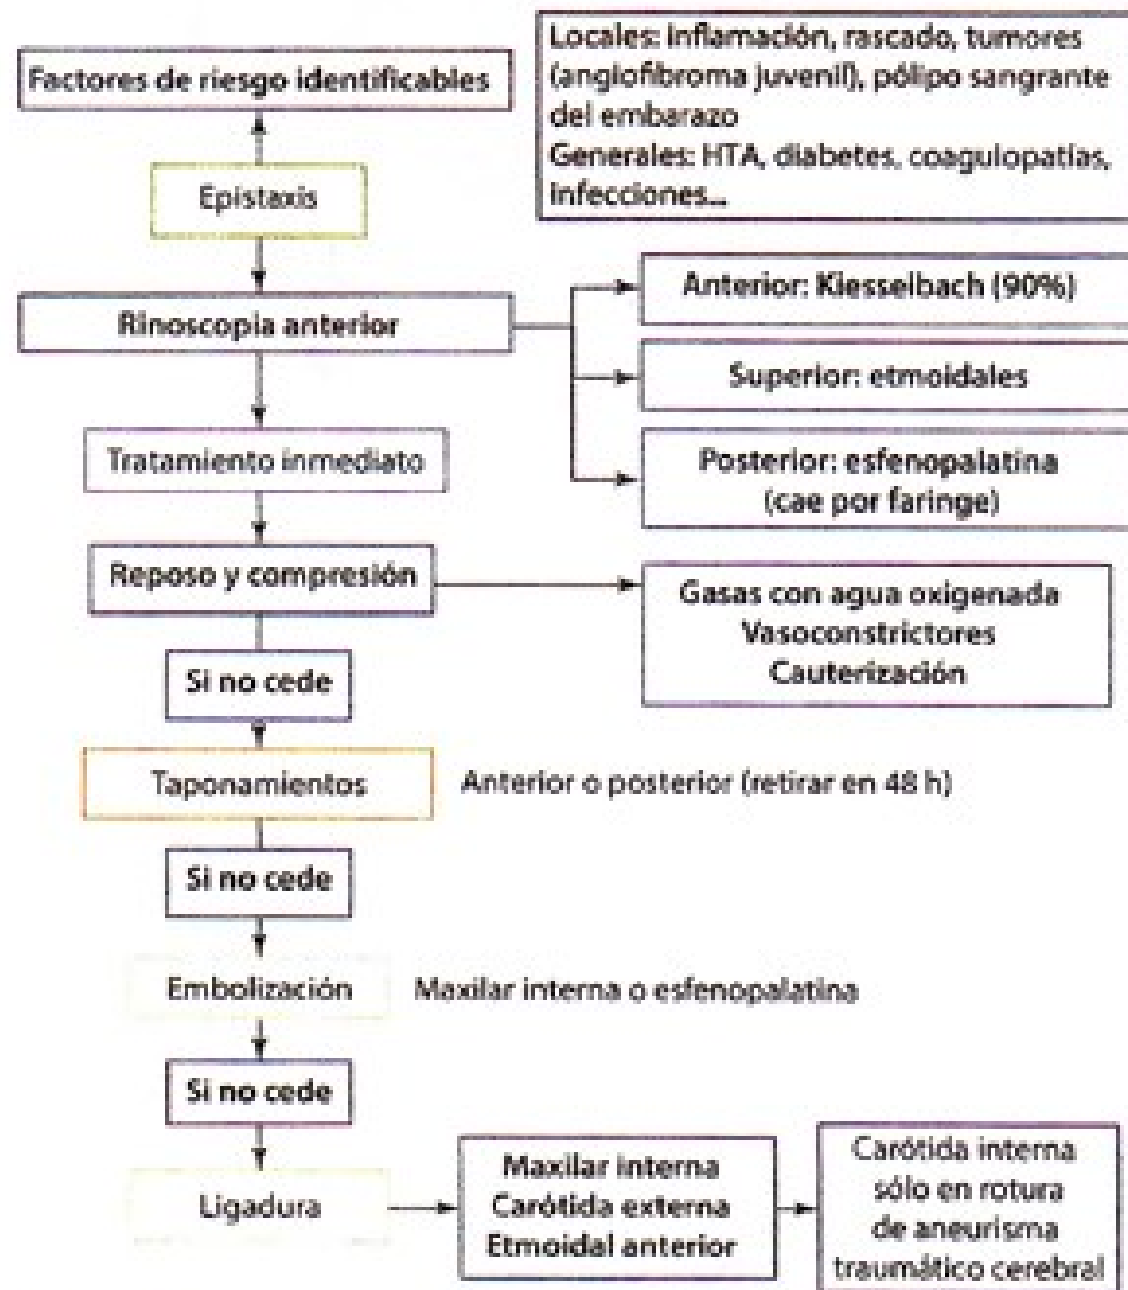 Factores de riesgo identificables
Locales: inflamación, rascado, tumores
(angiofibroma juvenil), pólipo sangrante
del embarazo
Generales: HTA, diabetes, coagulopatías,
infecciones...
Epistaxis
Rinoscopia anterior
Anterior: Kiesselbach (90%)
Superior: etmoidales
Posterior: esfenopalatina
(cae por faringe)
Tratamiento inmediato
Reposo y compresión
Gasas con agua oxigenada
Vasoconstrictores
Cauterización
Si no cede
Taponamientos
Anterior o posterior (retirar en 48 h)
Si no cede
Embolización
Maxilar interna o esfenopalatina
Si no cede
Ligadura
Maxilar interna
Carótida externa
Etmoidal anterior
Carótida interna
sólo en rotura
de aneurisma
traumático cerebral